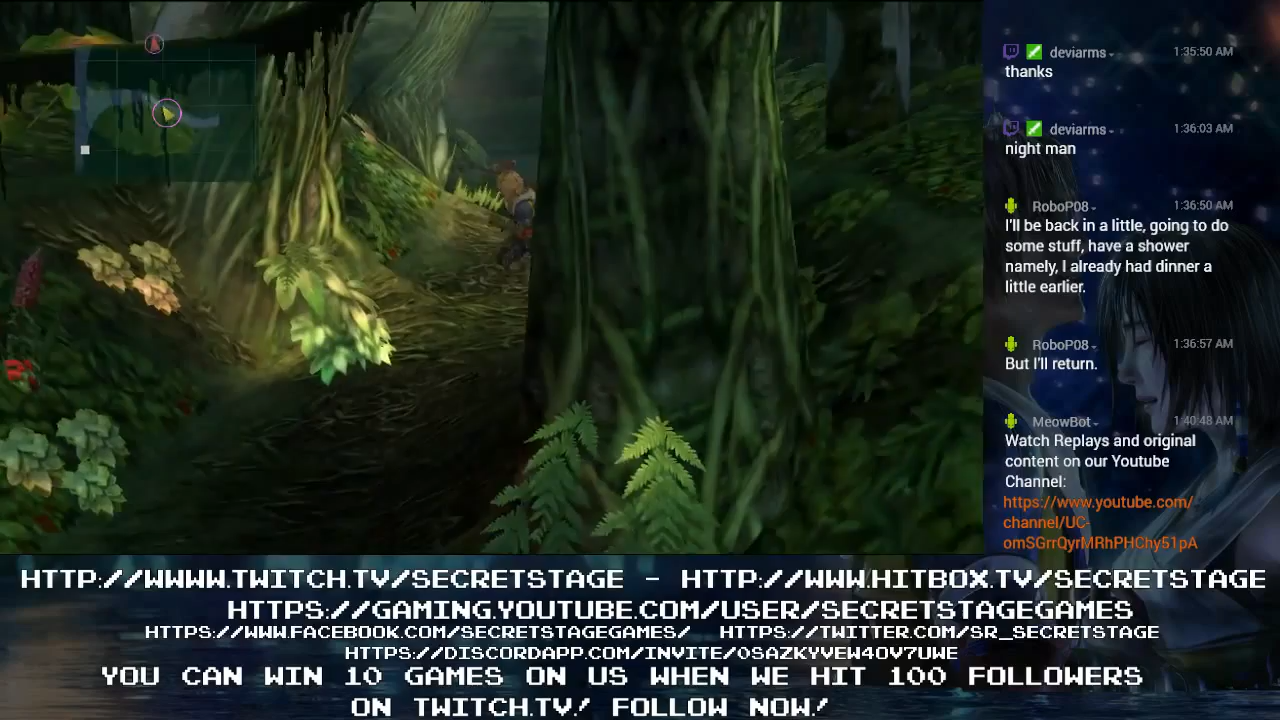 deviarms
1:35:50 AM
thanks
deviarms
1:36:03 AM
night man
RoboP08
1:36:50 AM
I'll be back in a little, going to do
some stuff, have a shower
namely, I already had dinner a
little earlier.
RoboP08
1:36:57 AM
But I'll return.
MeowBot
1:40:48 AM
Watch Replays and original
content on our Youtube
Channel:
https://www.youtube.com/
channel/UC-
omSGrrQyrMRhPHChy51pA
HTTP://WWWW.TWITCH.TV/SECRETSTAGE - HTTP://WWW.HITBOX.TV/SECRETSTAGE
HTTPS://GAMING.YOUTUBE.COM/USER/SECRETSTAGEGAMES
HTTPS://WWW.FACEBOOK.COM/SECRETSTAGEGAMES/ HTTPS://TWITTER.COM/SR_SECRETSTAGE
HTTPS://DISCORDAPP.COM/INVITE/0SAZKYVEW4OV7UWE
YOU CAN WIN 10 GAMES ON US WHEN WE HIT 100 FOLLOWERS
ON TWITCH.TV! FOLLOW NOW!